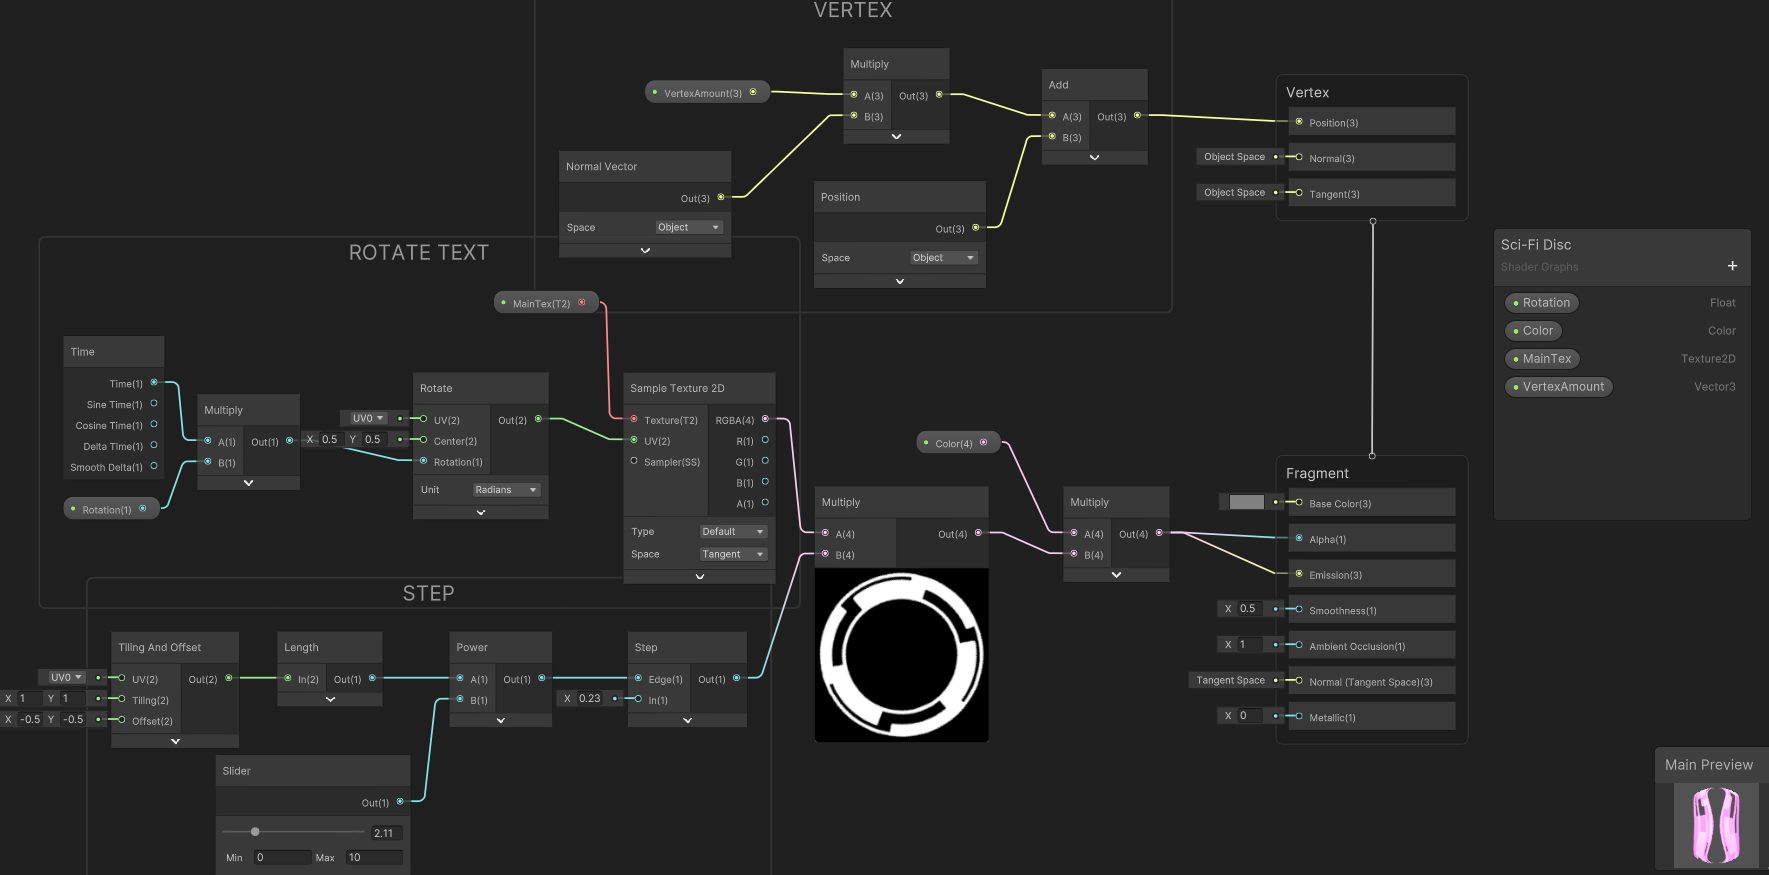 VERTEX
VertexAmount(3)
Multiply
A(3) Out(3)
B(3)
Add
A(3) Out(3)
B(3)
Normal Vector
Out(3)
Space Object
Position
Out(3)
Space Object
Vertex
Position(3)
Object Space Normal(3)
Object Space Tangent(3)
Sci-Fi Disc
Shader Graphs +
Rotation Float
Color Color
MainTex Texture2D
VertexAmount Vector3
ROTATE TEXT
MainTex(T2)
Time
Time(1)
Sine Time(1)
Cosine Time(1)
Delta Time(1)
Smooth Delta(1)
Rotation(1)
Multiply
A(1) Out(1)
B(1)
Rotate
UV0 UV(2) Out(2)
X 0.5 Y 0.5 Center(2)
Rotation(1)
Unit Radians
Sample Texture 2D
Texture(T2) RGBA(4)
UV(2) R(1)
Sampler(SS) G(1)
B(1)
A(1)
Type Default
Space Tangent
Color(4)
Multiply
A(4) Out(4)
B(4)
Multiply
A(4) Out(4)
B(4)
Fragment
Base Color(3)
Alpha(1)
Emission(3)
X 0.5 Smoothness(1)
X 1 Ambient Occlusion(1)
Tangent Space Normal (Tangent Space)(3)
X 0 Metallic(1)
STEP
Tiling And Offset
UV0 UV(2) Out(2)
X 1 Y 1 Tiling(2)
X -0.5 Y -0.5 Offset(2)
Length
In(2) Out(1)
Power
A(1) Out(1)
B(1)
Step
Edge(1) Out(1)
X 0.23 In(1)
Slider
Out(1)
2.11
Min 0 Max 10
Main Preview